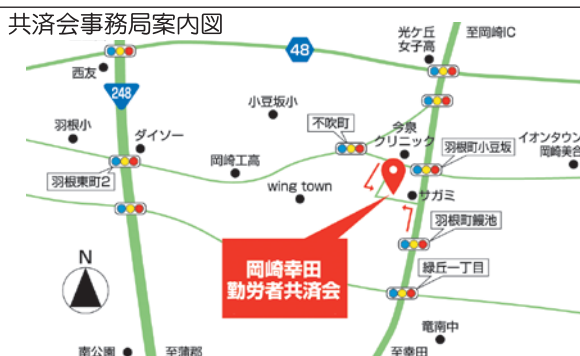 共済会事務局案内図
光ケ丘
女子高
至岡崎IC
48
西友
248
小豆坂小
羽根小
ダイソー
不吹町
今泉
クリニック
羽根町小豆坂
イオンタウン
岡崎美合
岡崎工高
羽根東町2
wing town
サガミ
羽根町鰻池
岡崎幸田
勤労者共済会
N
緑丘一丁目
竜南中
南公園
至蒲郡
至幸田